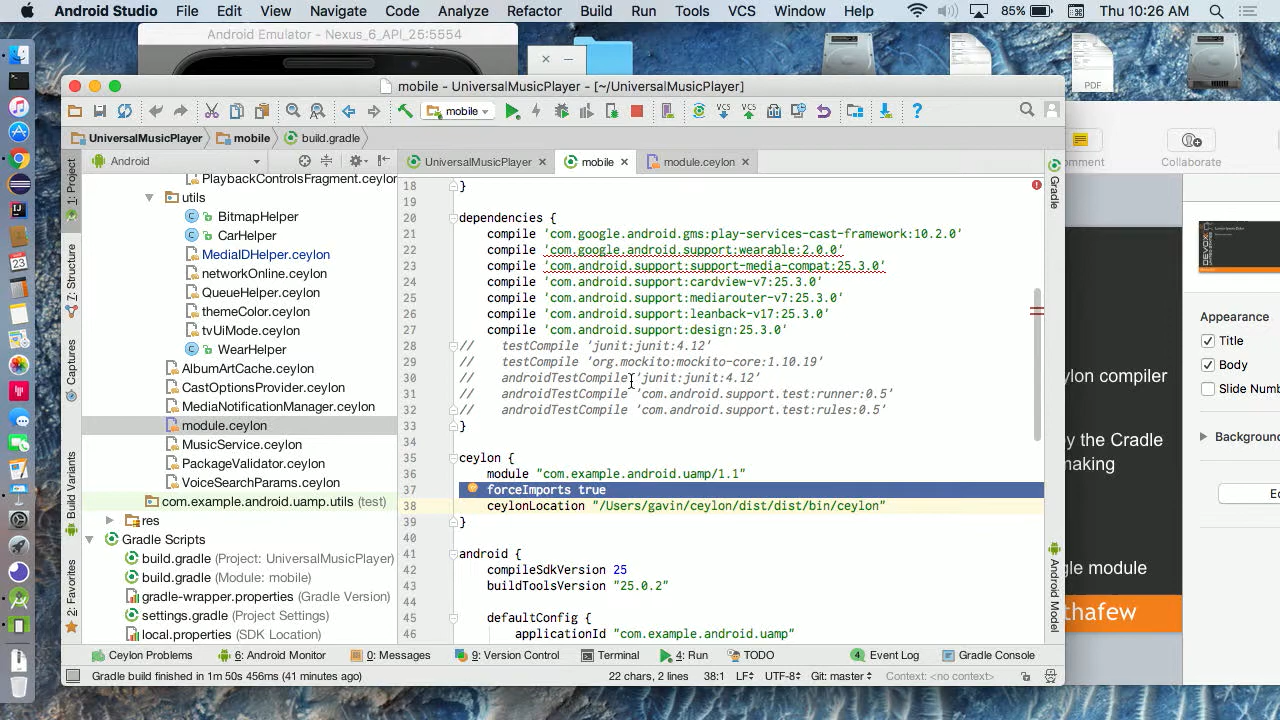 Android Studio File Edit View Navigate Code Analyze Refactor Build Run Tools VCS Window Help 85% Thu 10:26 AM
Android Emulator - Nexus_6_API_25:5554
PDF
mobile - UniversalMusicPlayer - [~/UniversalMusicPlayer]
mobile
VCS VCS
UniversalMusicPlayer mobile build.gradle
Android
UniversalMusicPlayer mobile module.ceylon
1: Project
Z: Structure
Captures
Build Variants
2: Favorites
PlaybackControlsFragment.ceylon
utils
BitmapHelper
CarHelper
MediaIDHelper.ceylon
networkOnline.ceylon
QueueHelper.ceylon
themeColor.ceylon
tvUiMode.ceylon
WearHelper
AlbumArtCache.ceylon
CastOptionsProvider.ceylon
MediaNotificationManager.ceylon
module.ceylon
MusicService.ceylon
PackageValidator.ceylon
VoiceSearchParams.ceylon
com.example.android.uamp.utils (test)
res
Gradle Scripts
build.gradle (Project: UniversalMusicPlayer)
build.gradle (Module: mobile)
gradle-wrapper.properties (Gradle Version)
settings.gradle (Project Settings)
local.properties (SDK Location)
18 }
19
20 dependencies {
21 compile 'com.google.android.gms:play-services-cast-framework:10.2.0'
22 compile 'com.google.android.support:wearable:2.0.0'
23 compile 'com.android.support:support-media-compat:25.3.0'
24 compile 'com.android.support:cardview-v7:25.3.0'
25 compile 'com.android.support:mediarouter-v7:25.3.0'
26 compile 'com.android.support:leanback-v17:25.3.0'
27 compile 'com.android.support:design:25.3.0'
28 // testCompile 'junit:junit:4.12'
29 // testCompile 'org.mockito:mockito-core:1.10.19'
30 // androidTestCompile 'junit:junit:4.12'
31 // androidTestCompile 'com.android.support.test:runner:0.5'
32 // androidTestCompile 'com.android.support.test:rules:0.5'
33 }
34
35 ceylon {
36 module "com.example.android.uamp/1.1"
37 forceImports true
38 ceylonLocation "/Users/gavin/ceylon/dist/dist/bin/ceylon"
39 }
40
41 android {
42 compileSdkVersion 25
43 buildToolsVersion "25.0.2"
44
45 defaultConfig {
46 applicationId "com.example.android.uamp"
Gradle
Android Model
Ceylon Problems 6: Android Monitor 0: Messages 9: Version Control Terminal 4: Run TODO 4 Event Log Gradle Console
Gradle build finished in 1m 50s 456ms (41 minutes ago) 22 chars, 2 lines 38:1 LF UTF-8 Git: master Context: <no context>
mment Collaborate
ylon compiler
y the Cradle
making
gle module
thafew
Appearance
Title
Body
Slide Numb
Background